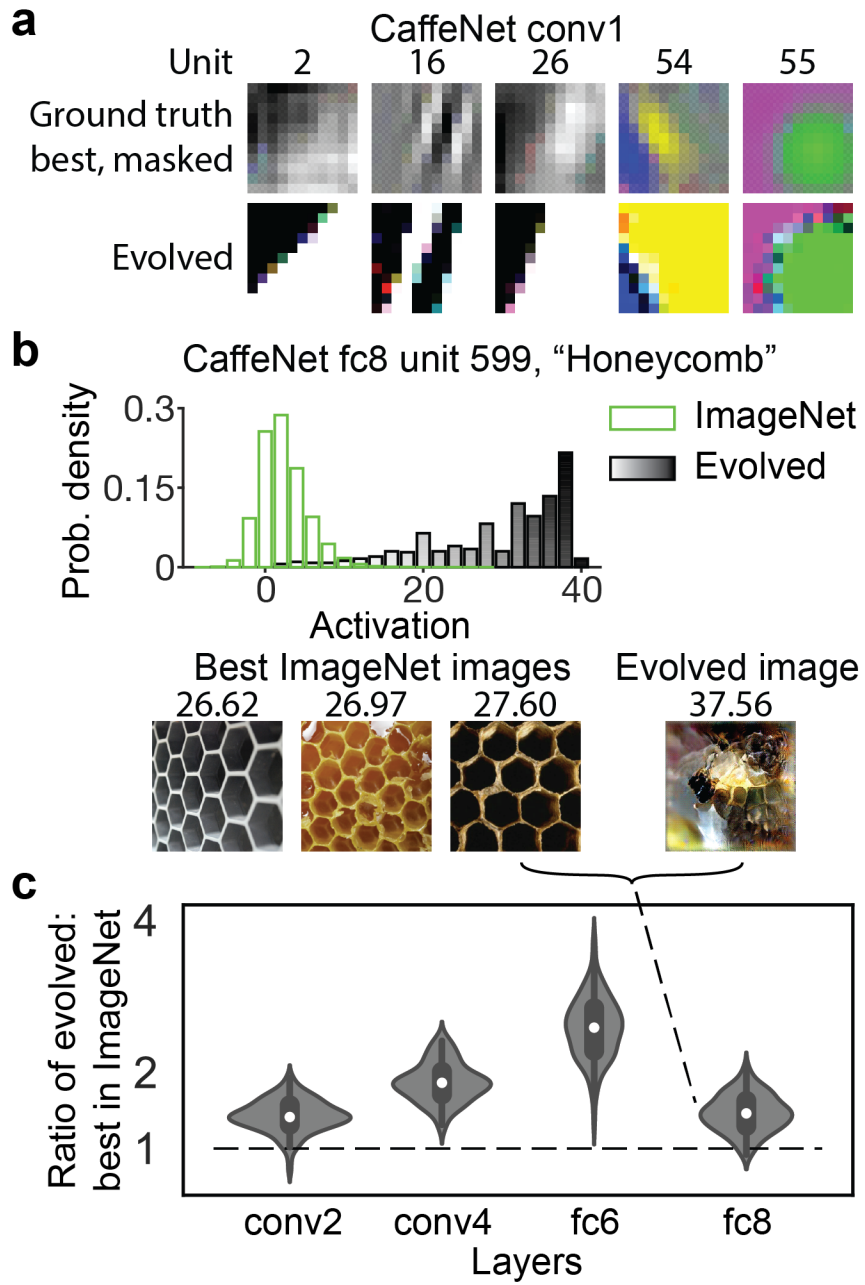 a
CaffeNet conv1
Unit 2 16 26 54 55
Ground truth
best, masked
Evolved
b
CaffeNet fc8 unit 599, “Honeycomb”
Prob. density
0.3
0.15
0
0 20 40
Activation
ImageNet
Evolved
Best ImageNet images
Evolved image
26.62 26.97 27.60 37.56
c
Ratio of evolved:
best in ImageNet
4
2
1
conv2 conv4 fc6 fc8
Layers